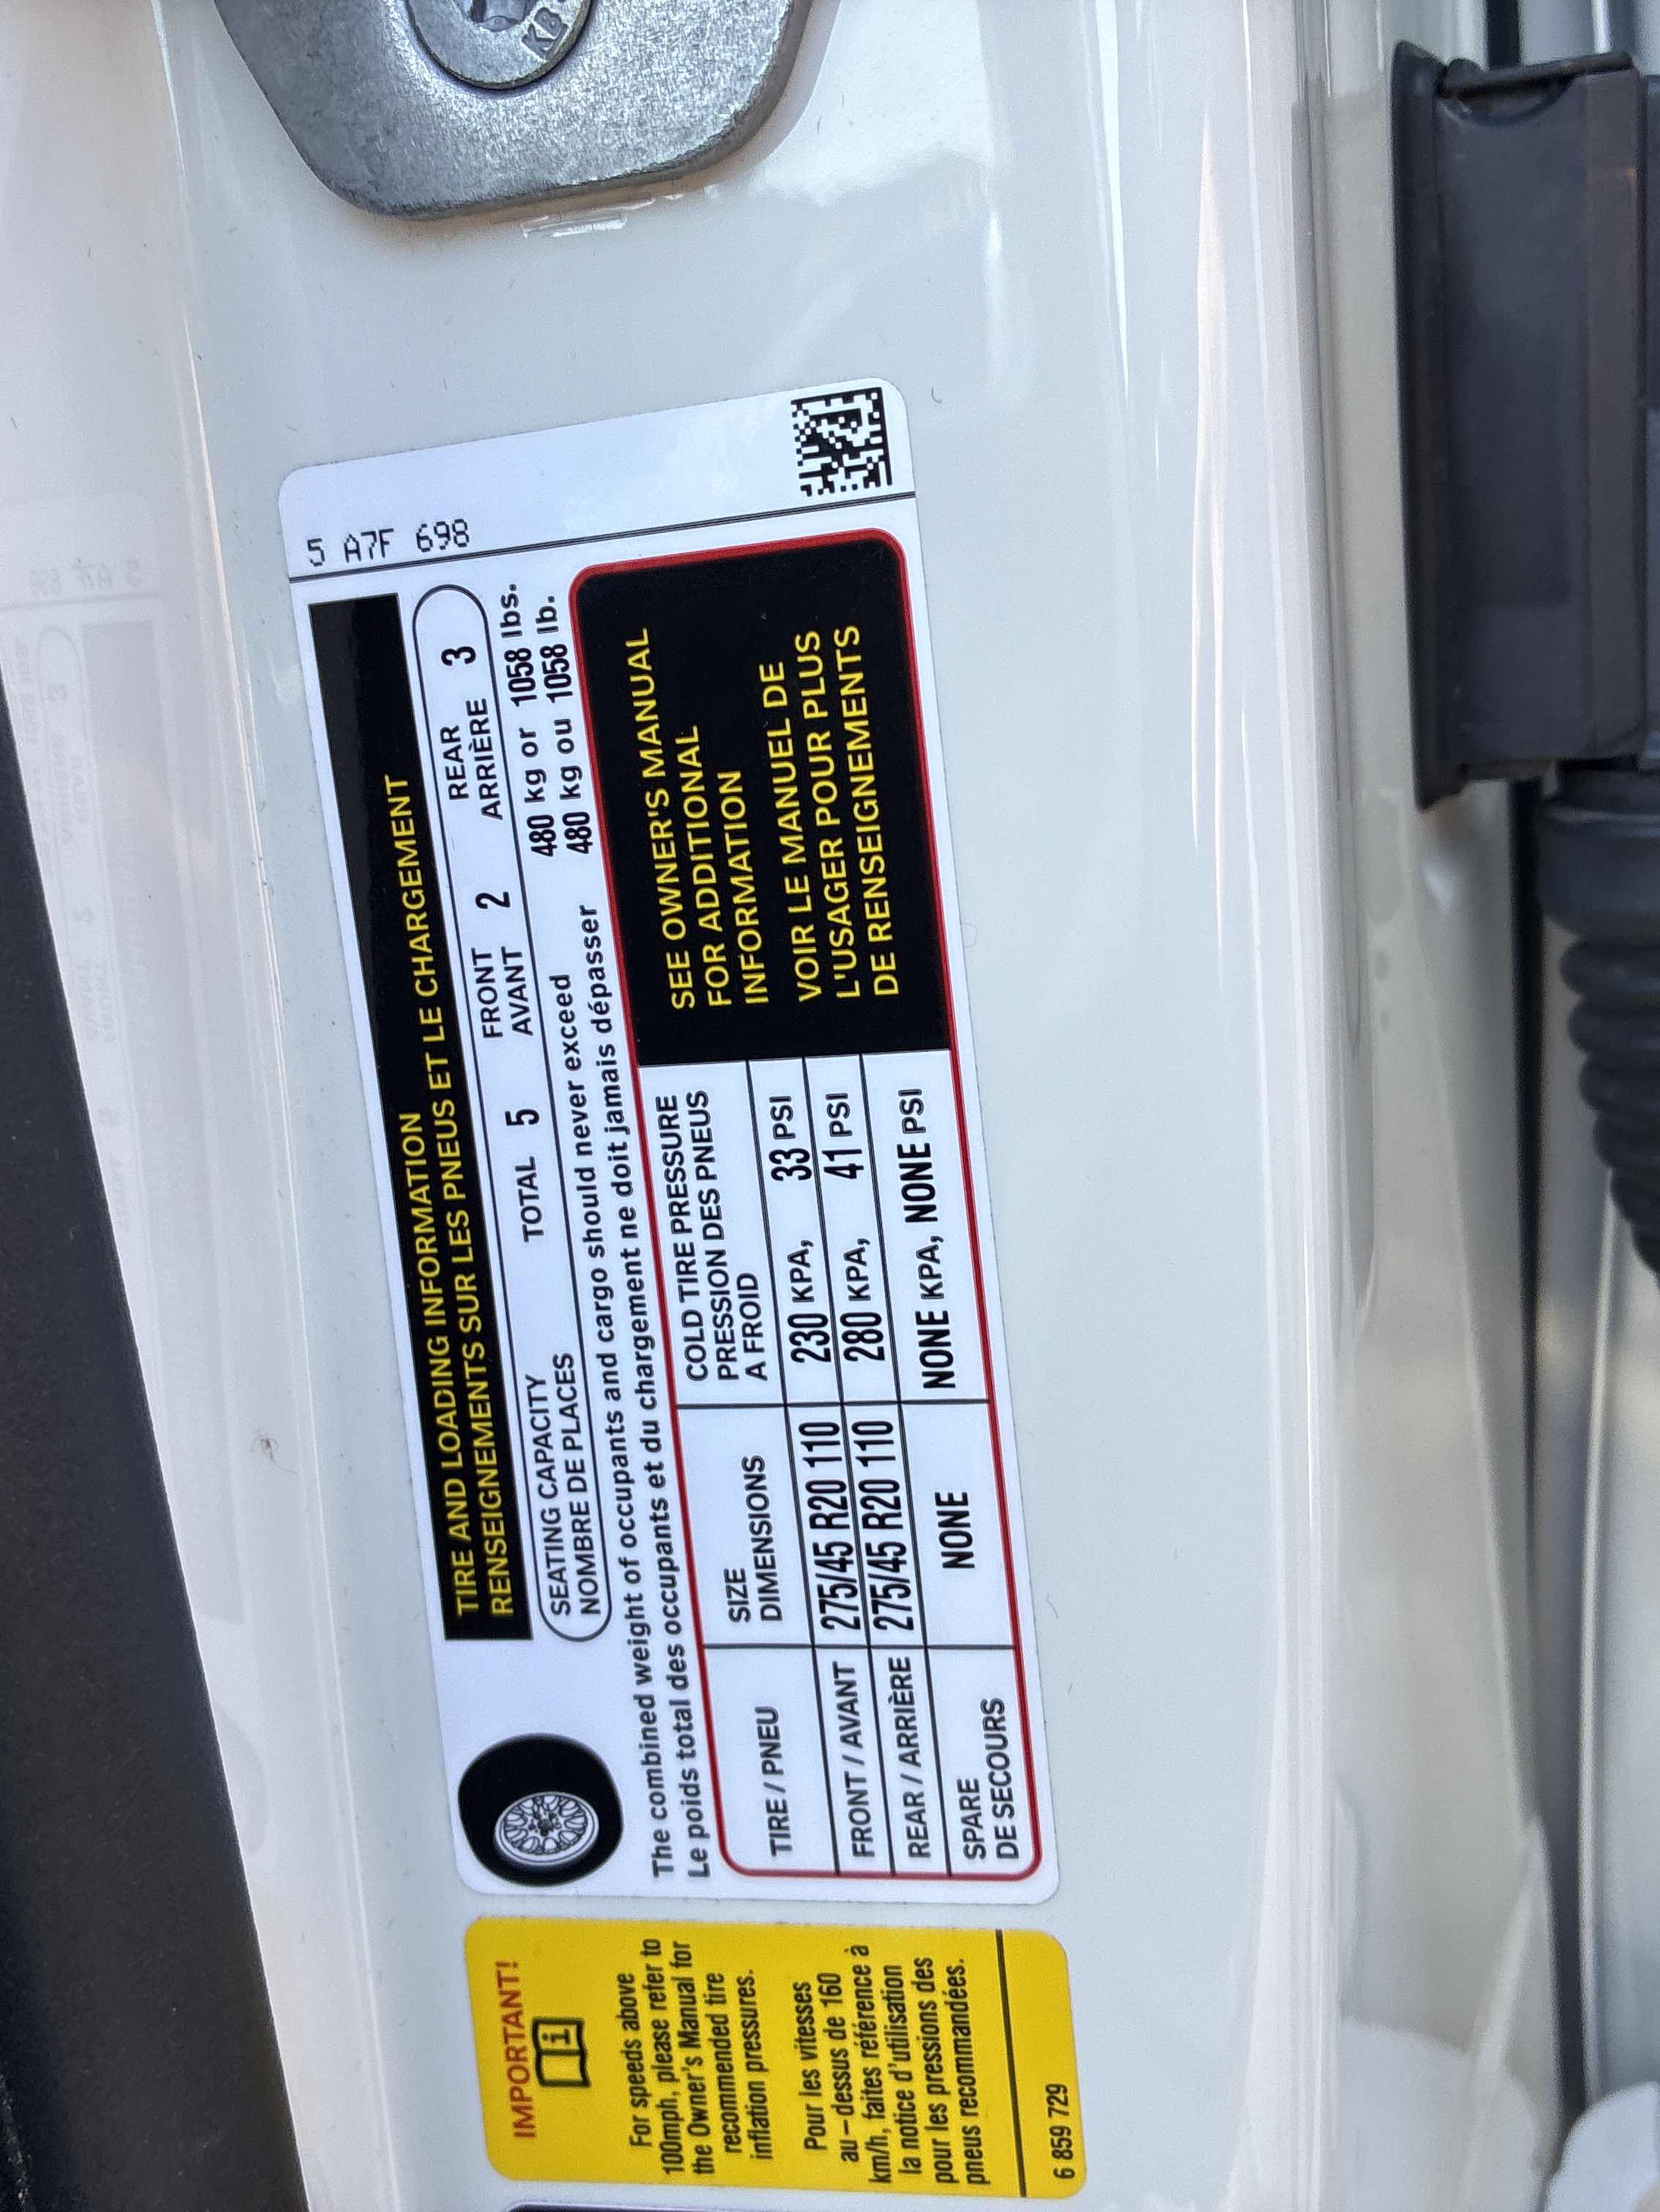 IMPORTANT!
For speeds above
100mph, please refer to
the Owner's Manual for
recommended tire
inflation pressures.
Pour les vitesses
au-dessus de 160
km/h, faites référence à
la notice d'utilisation
pour les pressions des
pneus recommandées.
6 859 729
TIRE AND LOADING INFORMATION
RENSEIGNEMENTS SUR LES PNEUS ET LE CHARGEMENT
SEATING CAPACITY
NOMBRE DE PLACES
TOTAL 5
FRONT
AVANT 2
REAR
ARRIÈRE 3
The combined weight of occupants and cargo should never exceed 480 kg or 1058 lbs.
Le poids total des occupants et du chargement ne doit jamais dépasser 480 kg ou 1058 lb.
TIRE / PNEU
SIZE
DIMENSIONS
COLD TIRE PRESSURE
PRESSION DES PNEUS
A FROID
FRONT / AVANT 275/45 R20 110 230 KPA, 33 PSI
REAR / ARRIÈRE 275/45 R20 110 280 KPA, 41 PSI
SPARE
DE SECOURS
NONE NONE KPA, NONE PSI
SEE OWNER'S MANUAL
FOR ADDITIONAL
INFORMATION
VOIR LE MANUEL DE
L'USAGER POUR PLUS
DE RENSEIGNEMENTS
5 A7F 698
KB